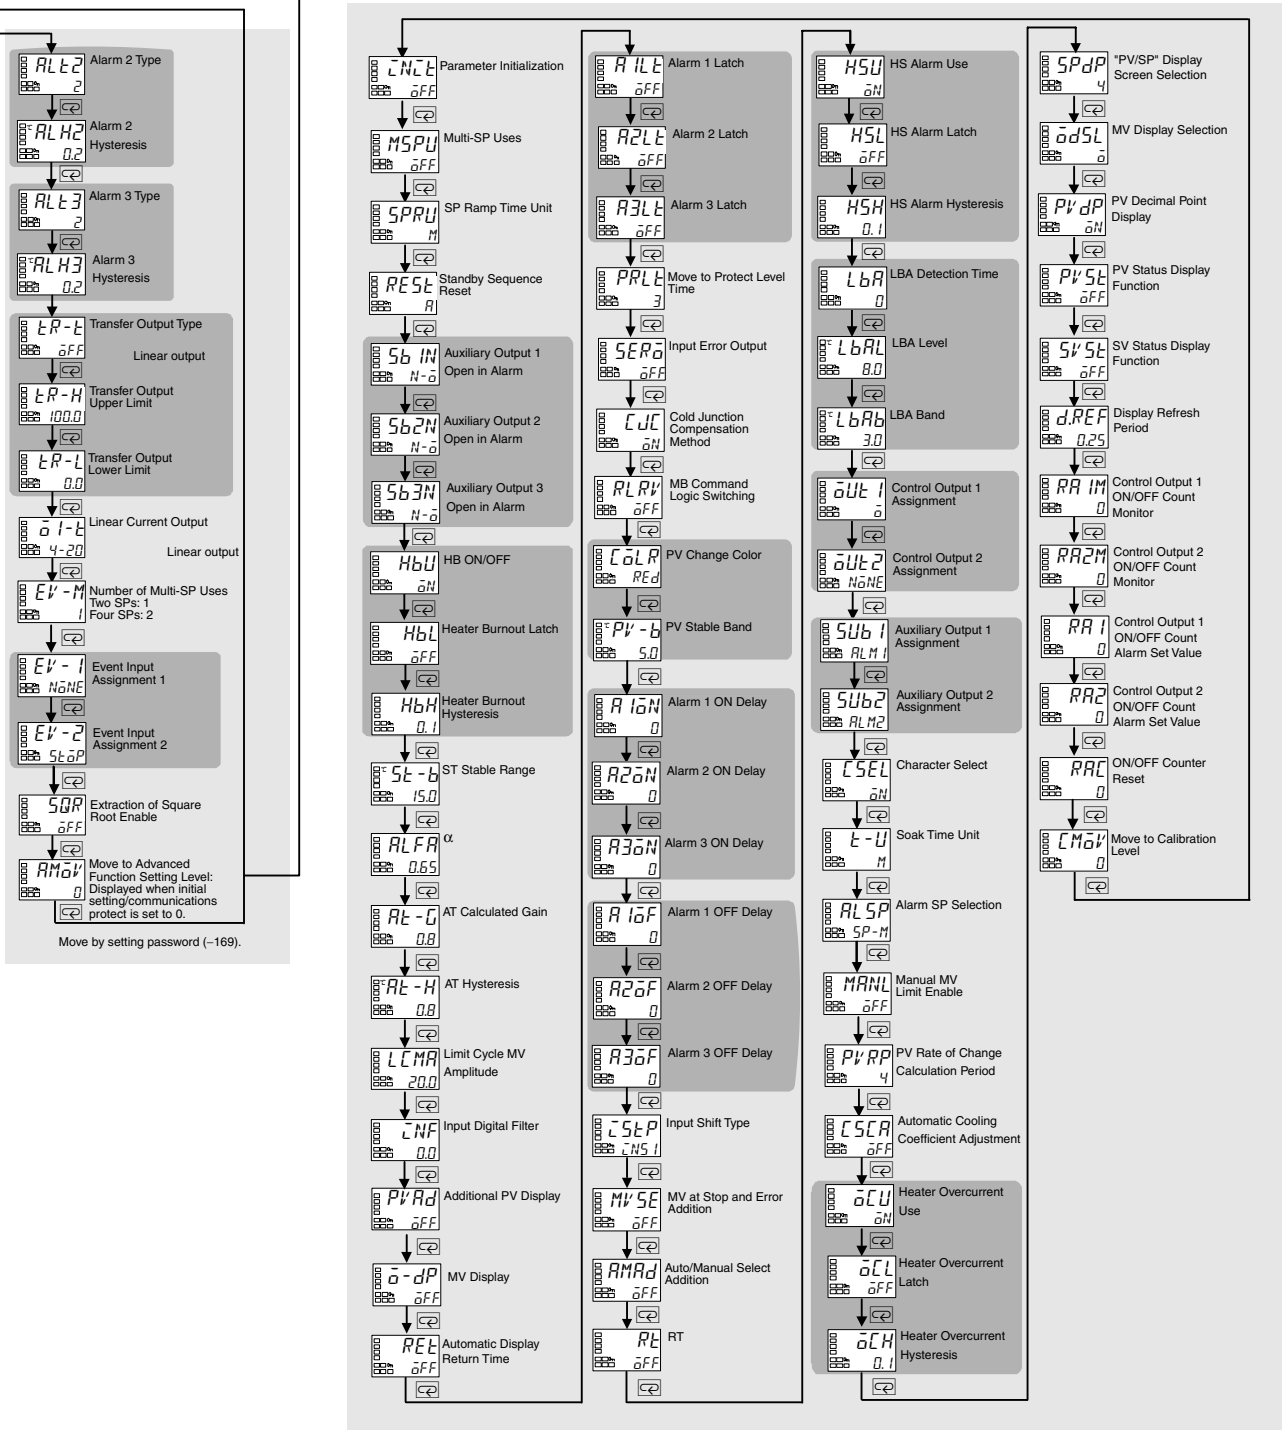 ALt2
2
Alarm 2 Type
ALH2
0.2
Alarm 2
Hysteresis
ALt3
2
Alarm 3 Type
ALH3
0.2
Alarm 3
Hysteresis
tR-t
oFF
Transfer Output Type
Linear output
tR-H
100.0
Transfer Output
Upper Limit
tR-L
0.0
Transfer Output
Lower Limit
o1-t
4-20
Linear Current Output
Linear output
EV-M
1
Number of Multi-SP Uses
Two SPs: 1
Four SPs: 2
EV-1
NoNE
Event Input
Assignment 1
EV-2
StoP
Event Input
Assignment 2
SQR
oFF
Extraction of Square
Root Enable
AMoV
0
Move to Advanced
Function Setting Level:
Displayed when initial
setting/communications
protect is set to 0.
Move by setting password (−169).
iNit
oFF
Parameter Initialization
MSPU
oFF
Multi-SP Uses
SPRU
M
SP Ramp Time Unit
RESt
A
Standby Sequence
Reset
Sb1N
N-o
Auxiliary Output 1
Open in Alarm
Sb2N
N-o
Auxiliary Output 2
Open in Alarm
Sb3N
N-o
Auxiliary Output 3
Open in Alarm
HbU
oN
HB ON/OFF
HbL
oFF
Heater Burnout Latch
HbH
0.1
Heater Burnout
Hysteresis
St-b
15.0
ST Stable Range
ALFA
0.65
α
At-G
0.8
AT Calculated Gain
At-H
0.8
AT Hysteresis
LCMA
20.0
Limit Cycle MV
Amplitude
iNF
0.0
Input Digital Filter
PVAd
oFF
Additional PV Display
o-dP
oFF
MV Display
REt
oFF
Automatic Display
Return Time
A1Lt
oFF
Alarm 1 Latch
A2Lt
oFF
Alarm 2 Latch
A3Lt
oFF
Alarm 3 Latch
PRLt
3
Move to Protect Level
Time
SERo
oFF
Input Error Output
CJC
oN
Cold Junction
Compensation
Method
RLRV
oFF
MB Command
Logic Switching
CoLR
REd
PV Change Color
PV-b
5.0
PV Stable Band
A1oN
0
Alarm 1 ON Delay
A2oN
0
Alarm 2 ON Delay
A3oN
0
Alarm 3 ON Delay
A1oF
0
Alarm 1 OFF Delay
A2oF
0
Alarm 2 OFF Delay
A3oF
0
Alarm 3 OFF Delay
iStP
iNS1
Input Shift Type
MVSE
oFF
MV at Stop and Error
Addition
AMAd
oFF
Auto/Manual Select
Addition
Rt
oFF
RT
HSU
oN
HS Alarm Use
HSL
oFF
HS Alarm Latch
HSH
0.1
HS Alarm Hysteresis
LbA
0
LBA Detection Time
LbAL
8.0
LBA Level
LbAb
3.0
LBA Band
oUt1
o
Control Output 1
Assignment
oUt2
NoNE
Control Output 2
Assignment
SUb1
ALM1
Auxiliary Output 1
Assignment
SUb2
ALM2
Auxiliary Output 2
Assignment
CSEL
oN
Character Select
t-U
M
Soak Time Unit
ALSP
SP-M
Alarm SP Selection
MANL
oFF
Manual MV
Limit Enable
PVRP
4
PV Rate of Change
Calculation Period
CSCA
oFF
Automatic Cooling
Coefficient Adjustment
oCU
oN
Heater Overcurrent
Use
oCL
oFF
Heater Overcurrent
Latch
oCH
0.1
Heater Overcurrent
Hysteresis
SPdP
4
"PV/SP" Display
Screen Selection
odSL
o
MV Display Selection
PVdP
oN
PV Decimal Point
Display
PVSt
oFF
PV Status Display
Function
SVSt
oFF
SV Status Display
Function
d.REF
0.25
Display Refresh
Period
RA1M
0
Control Output 1
ON/OFF Count
Monitor
RA2M
0
Control Output 2
ON/OFF Count
Monitor
RA1
0
Control Output 1
ON/OFF Count
Alarm Set Value
RA2
0
Control Output 2
ON/OFF Count
Alarm Set Value
RAC
0
ON/OFF Counter
Reset
CMoV
0
Move to Calibration
Level